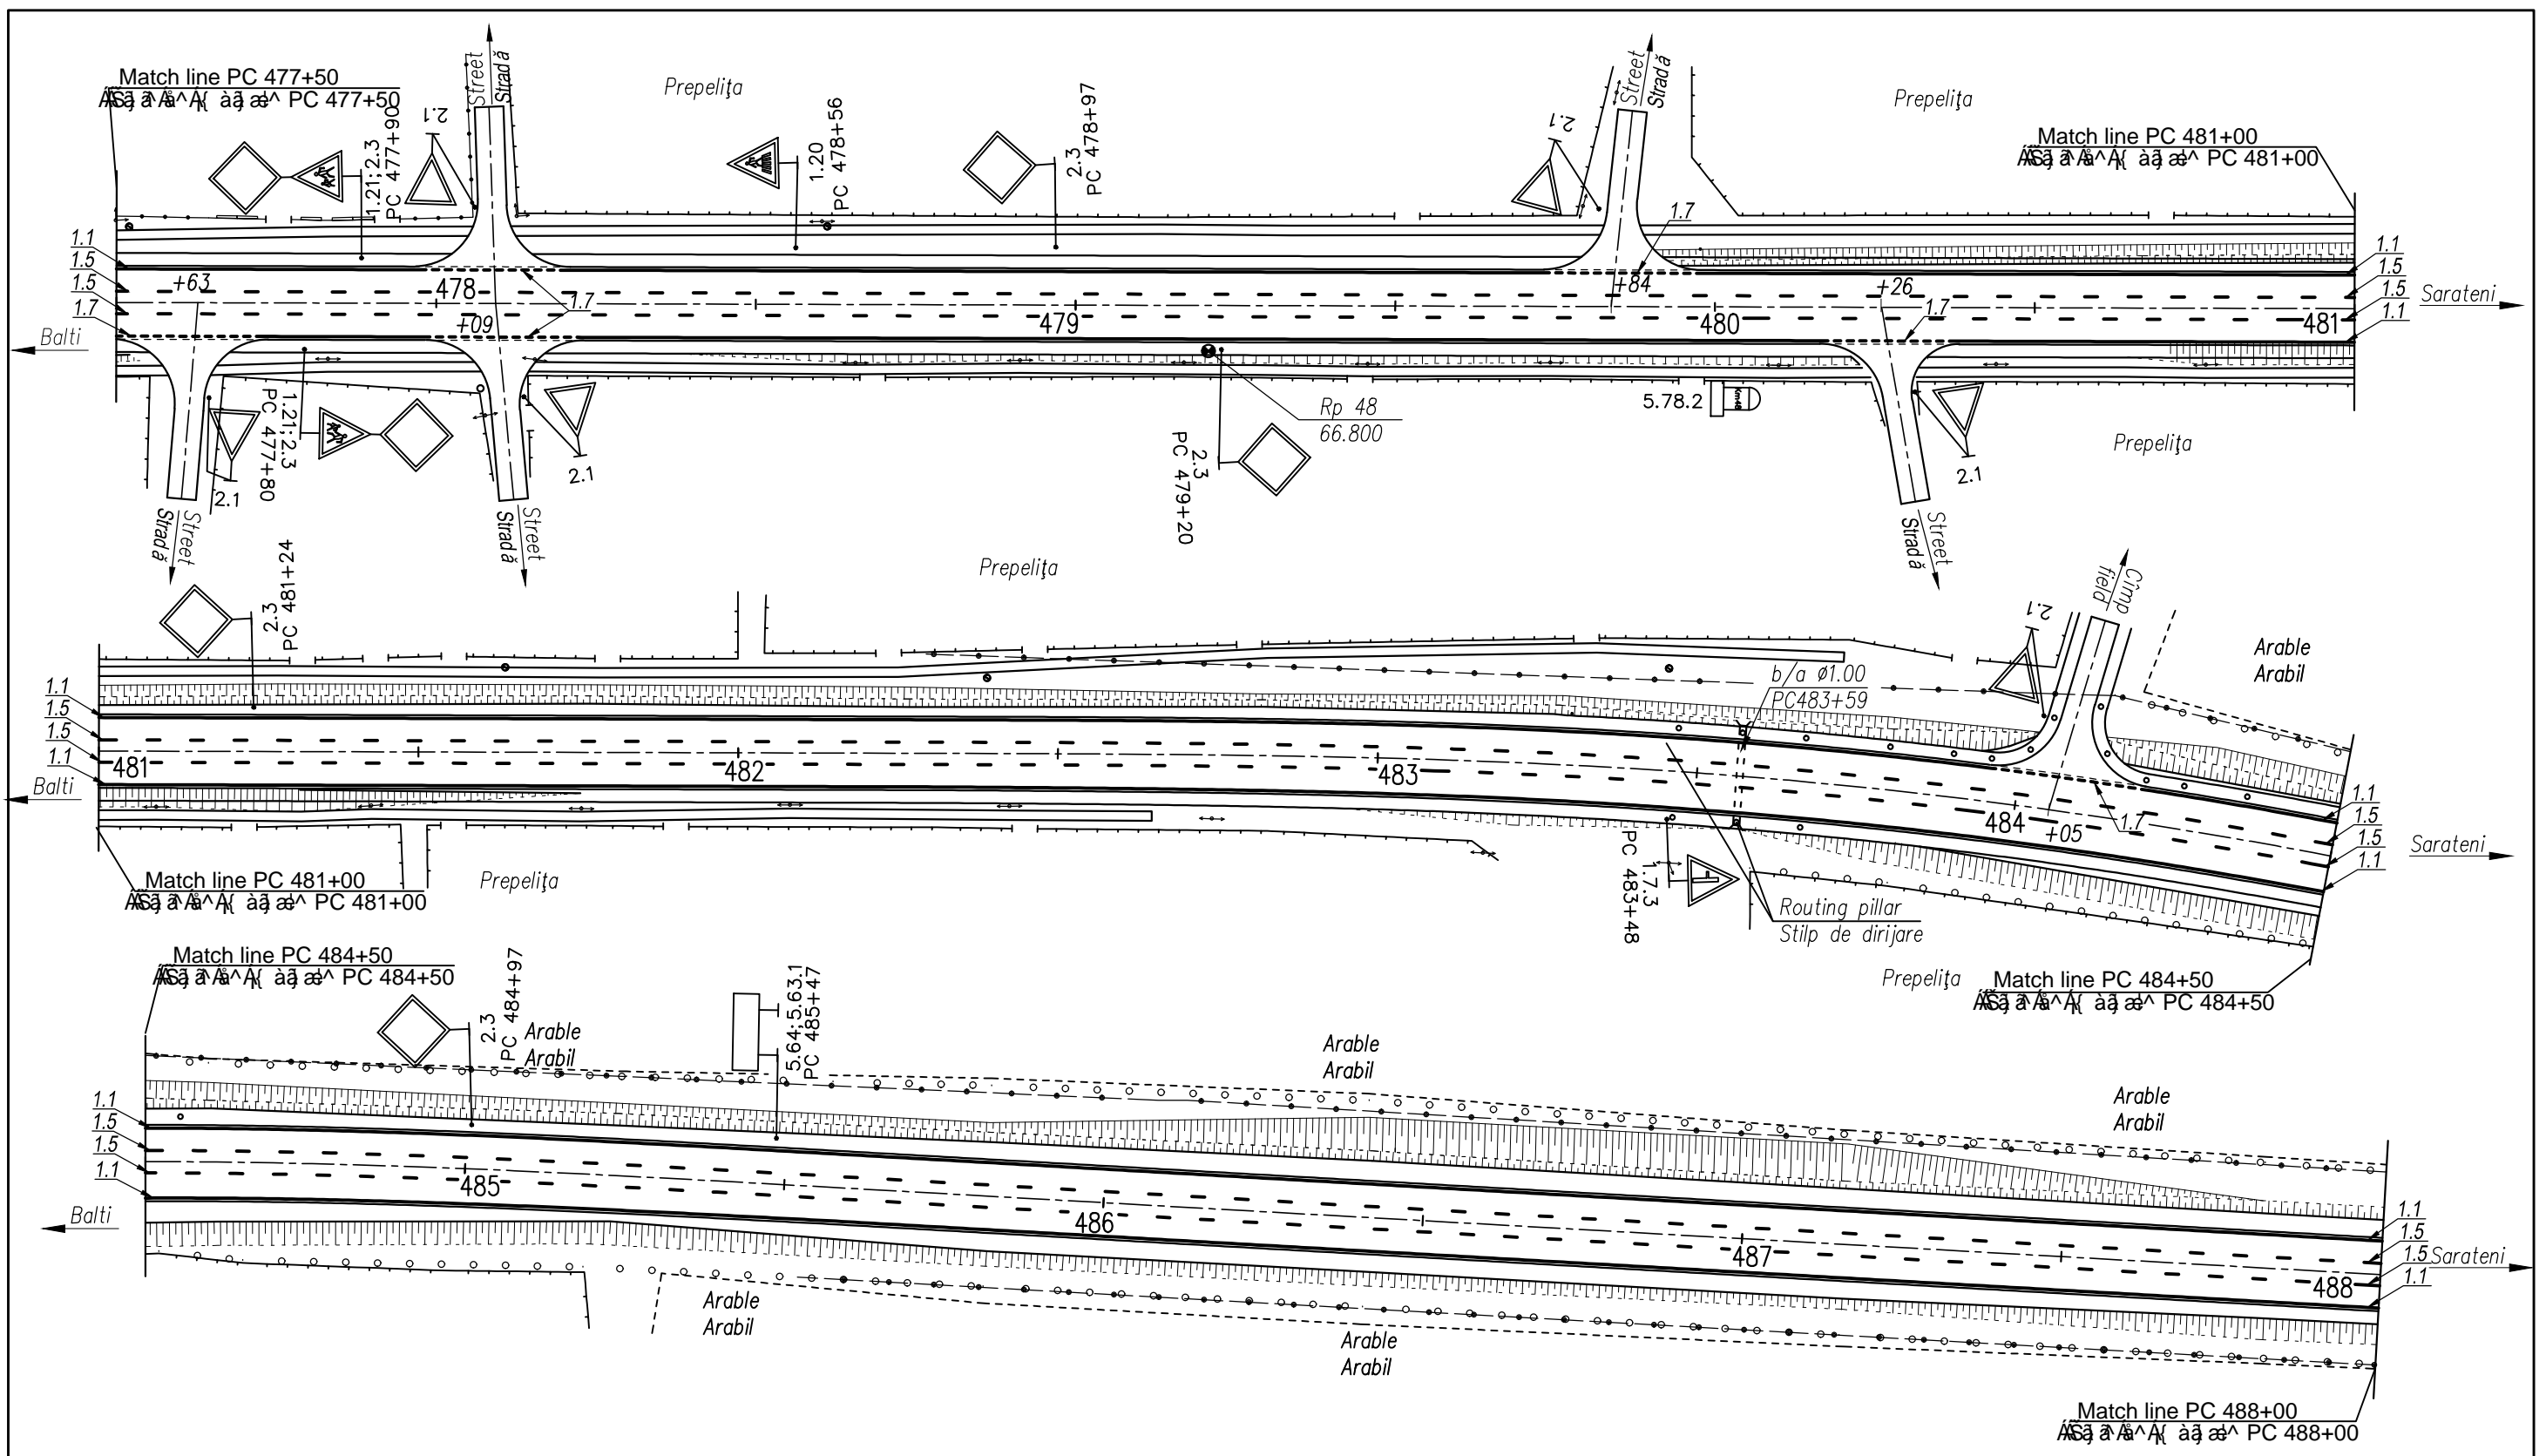 Match line PC 477+50
PC 477+50
Street
Stradă
Prepeliţa
Street
Stradă
Prepeliţa
Match line PC 481+00
PC 481+00
1.21;2.3
PC 477+90
2.1
1.20
PC 478+56
2.3
PC 478+97
2.1
1.7
1.1
1.5
1.5
1.7
+63
478
+09
1.7
479
+84
480
+26
1.7
481
1.1
1.5
1.5
1.1
Sarateni
Balti
2.1
1.21;2.3
PC 477+80
2.1
Rp 48
66.800
2.3
PC 479+20
5.78.2
Km48
2.1
Prepeliţa
Street
Stradă
Street
Stradă
Street
Stradă
2.3
PC 481+24
Prepeliţa
2.1
Cîmp
field
Arable
Arabil
b/a ø1.00
PC483+59
1.1
1.5
1.5
1.1
481
482
483
484
+05
1.7
1.1
1.5
1.5
1.1
Balti
Sarateni
Match line PC 481+00
PC 481+00
Prepeliţa
1.7.3
PC 483+48
Routing pillar
Stilp de dirijare
Prepeliţa
Match line PC 484+50
PC 484+50
Match line PC 484+50
PC 484+50
2.3
PC 484+97
Arable
Arabil
5.64;5.63.1
PC 485+47
Arable
Arabil
Arable
Arabil
1.1
1.5
1.5
1.1
485
486
487
488
1.1
1.5
1.5
1.1
Balti
Sarateni
Arable
Arabil
Arable
Arabil
Match line PC 488+00
PC 488+00